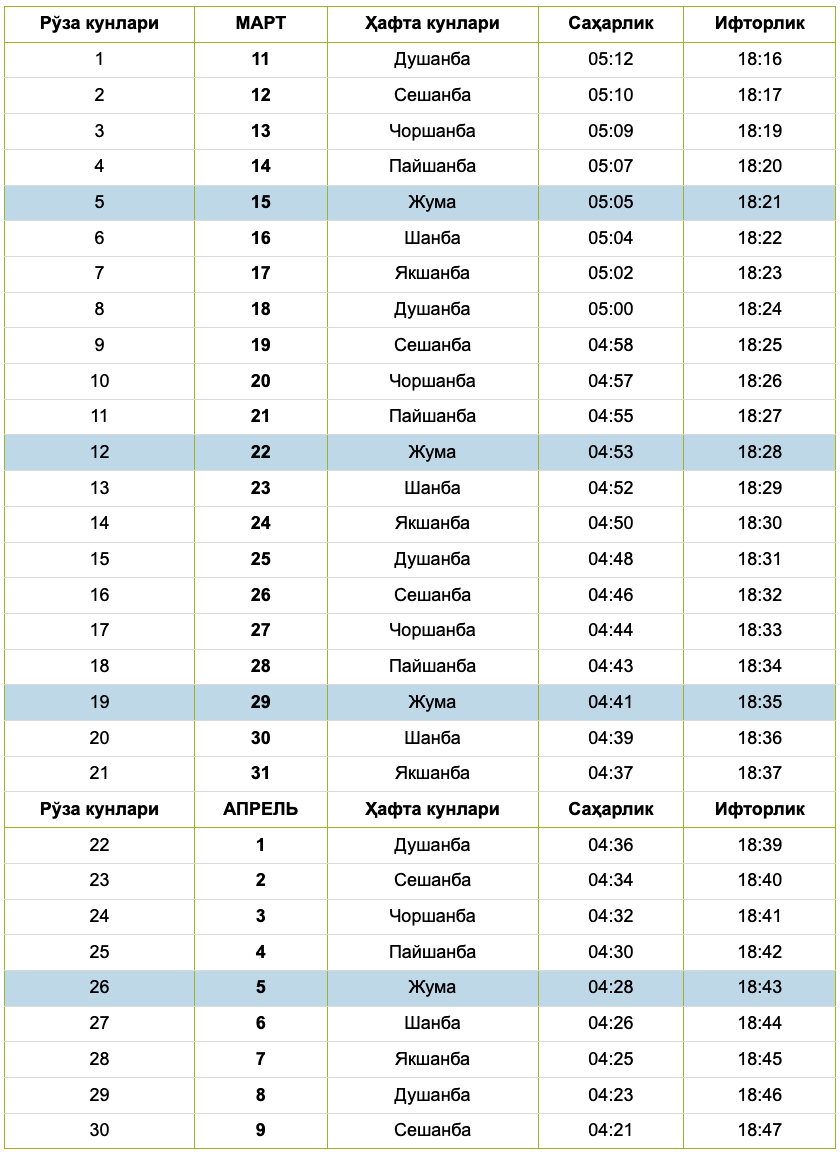 Рўза кунлари МАРТ Ҳафта кунлари Саҳарлик Ифторлик
1 11 Душанба 05:12 18:16
2 12 Сешанба 05:10 18:17
3 13 Чоршанба 05:09 18:19
4 14 Пайшанба 05:07 18:20
5 15 Жума 05:05 18:21
6 16 Шанба 05:04 18:22
7 17 Якшанба 05:02 18:23
8 18 Душанба 05:00 18:24
9 19 Сешанба 04:58 18:25
10 20 Чоршанба 04:57 18:26
11 21 Пайшанба 04:55 18:27
12 22 Жума 04:53 18:28
13 23 Шанба 04:52 18:29
14 24 Якшанба 04:50 18:30
15 25 Душанба 04:48 18:31
16 26 Сешанба 04:46 18:32
17 27 Чоршанба 04:44 18:33
18 28 Пайшанба 04:43 18:34
19 29 Жума 04:41 18:35
20 30 Шанба 04:39 18:36
21 31 Якшанба 04:37 18:37
Рўза кунлари АПРЕЛЬ Ҳафта кунлари Саҳарлик Ифторлик
22 1 Душанба 04:36 18:39
23 2 Сешанба 04:34 18:40
24 3 Чоршанба 04:32 18:41
25 4 Пайшанба 04:30 18:42
26 5 Жума 04:28 18:43
27 6 Шанба 04:26 18:44
28 7 Якшанба 04:25 18:45
29 8 Душанба 04:23 18:46
30 9 Сешанба 04:21 18:47